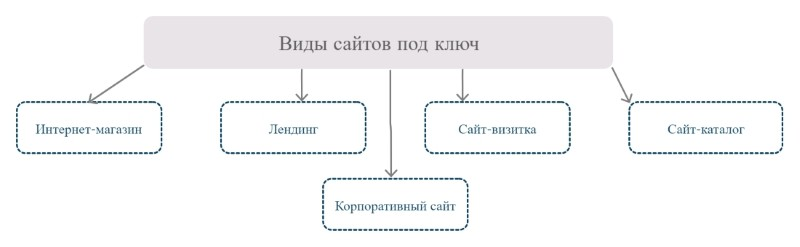 Виды сайтов под ключ
Интернет-магазин
Лендинг
Сайт-визитка
Сайт-каталог
Корпоративный сайт